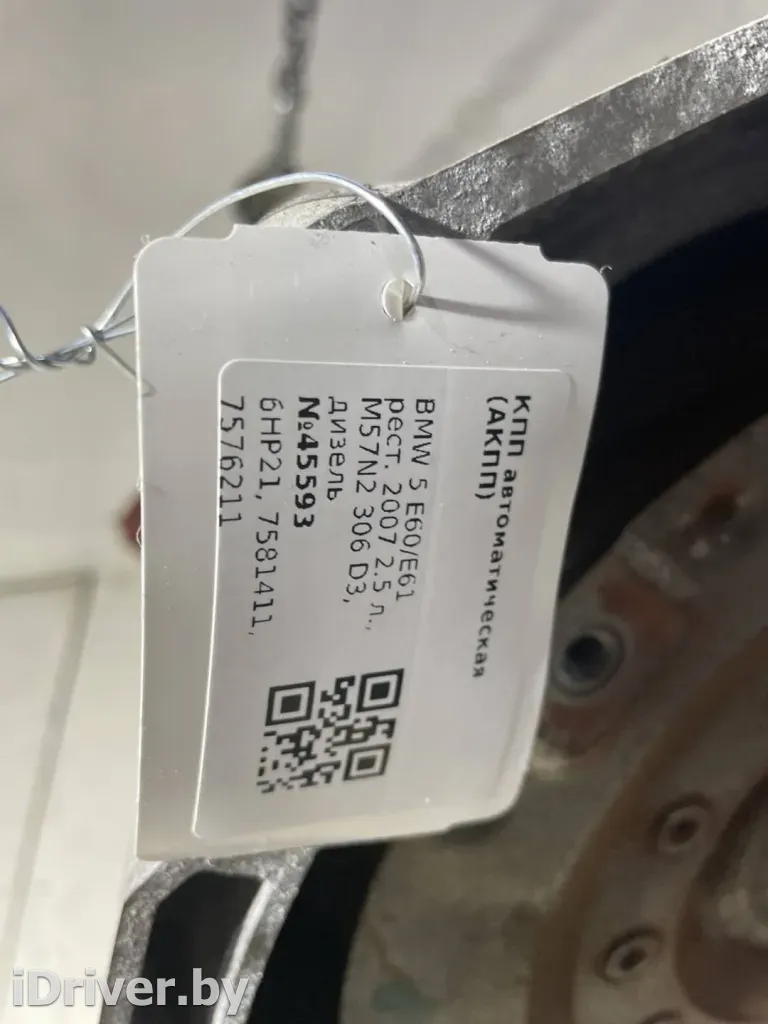 КПП автоматическая
(АКПП)
BMW 5 E60/E61
рест. 2007 2.5 л.,
M57N2 306 D3,
дизель
№45593
6HP21, 7581411,
7576211
iDriver.by